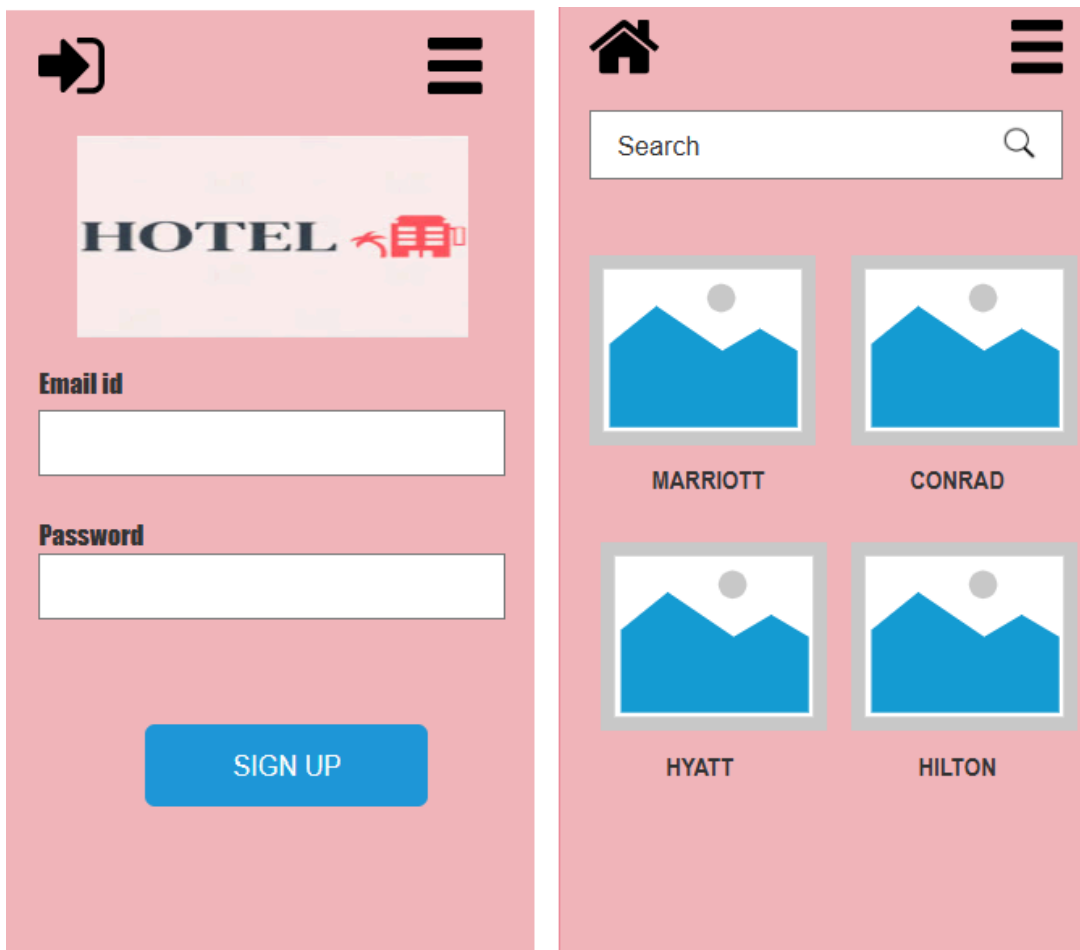 HOTEL
Email id
Password
SIGN UP
Search
MARRIOTT CONRAD
HYATT HILTON